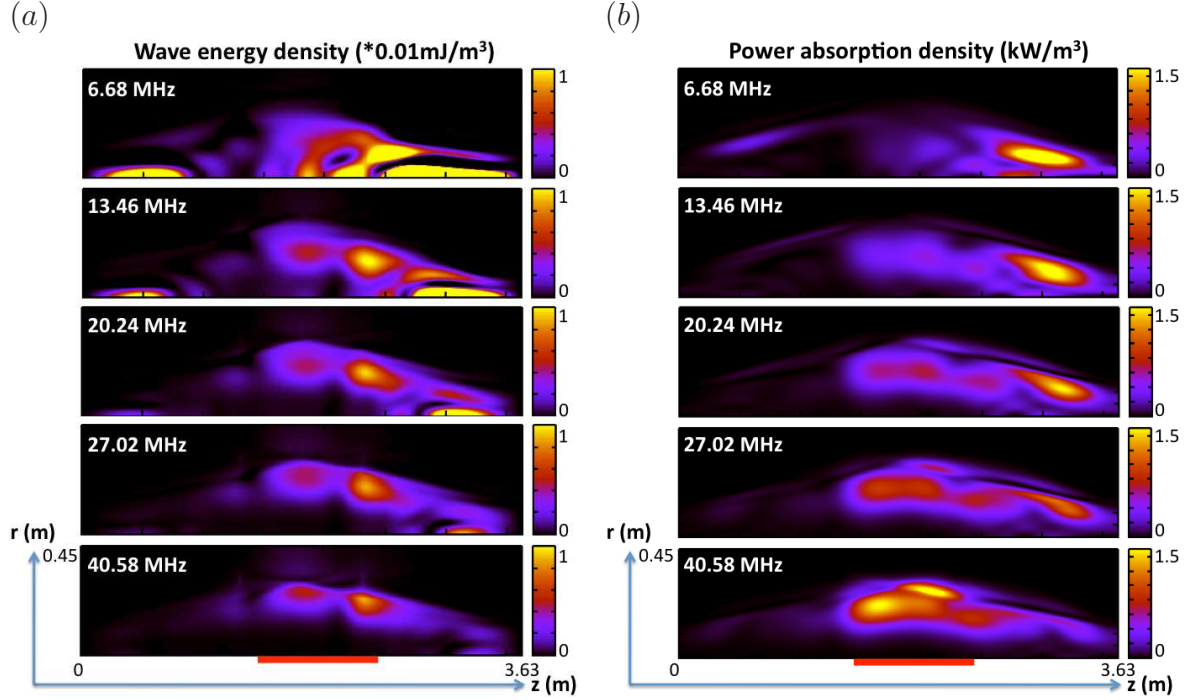 (a)
Wave energy density (*0.01mJ/m³)
6.68 MHz
1
0
13.46 MHz
1
0
20.24 MHz
1
0
27.02 MHz
1
0
40.58 MHz
1
0
r (m)
0.45
0
3.63
z (m)
(b)
Power absorption density (kW/m³)
6.68 MHz
1.5
0
13.46 MHz
1.5
0
20.24 MHz
1.5
0
27.02 MHz
1.5
0
40.58 MHz
1.5
0
r (m)
0.45
0
3.63
z (m)